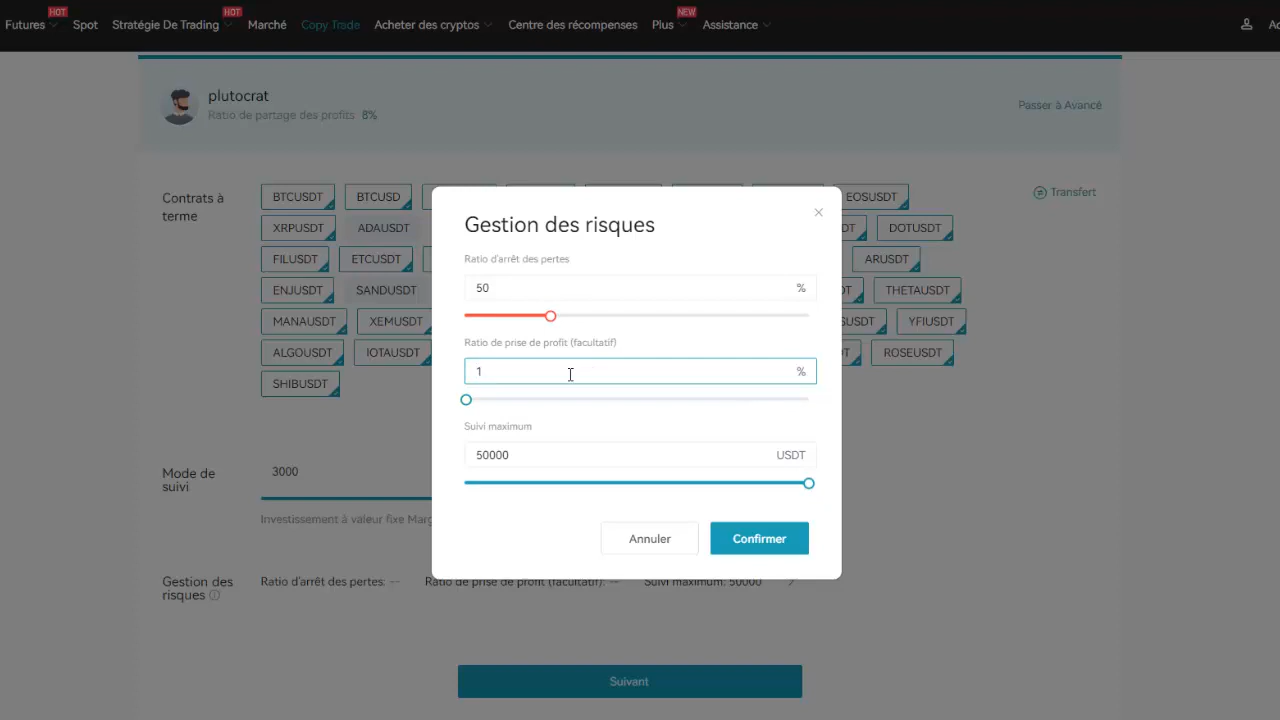 HOT HOT NEW
Futures Spot Stratégie De Trading Marché Copy Trade Acheter des cryptos Centre des récompenses Plus Assistance
plutocrat
Ratio de partage des profits 8%
Passer à Avancé
Contrats à terme
BTCUSDT BTCUSD EOSUSDT
Transfert
XRPUSDT ADAUSDT DOTUSDT
FILUSDT ETCUSDT ARUSDT
ENJUSDT SANDUSDT THETAUSDT
MANAUSDT XEMUSDT YFIUSDT
ALGOUSDT IOTAUSDT ROSEUSDT
SHIBUSDT
Gestion des risques
Ratio d'arrêt des pertes
50 %
Ratio de prise de profit (facultatif)
1 %
Suivi maximum
50000 USDT
Annuler Confirmer
Mode de suivi
3000
Investissement à valeur fixe
Gestion des risques
Ratio d'arrêt des pertes: -- Ratio de prise de profit (facultatif): -- Suivi maximum: 50000
Suivant